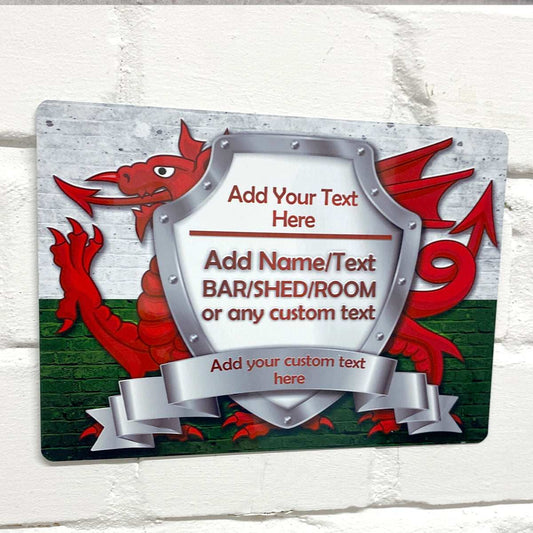 Add Your Text
Here
Add Name/Text
BAR/SHED/ROOM
or any custom text
Add your custom text
here